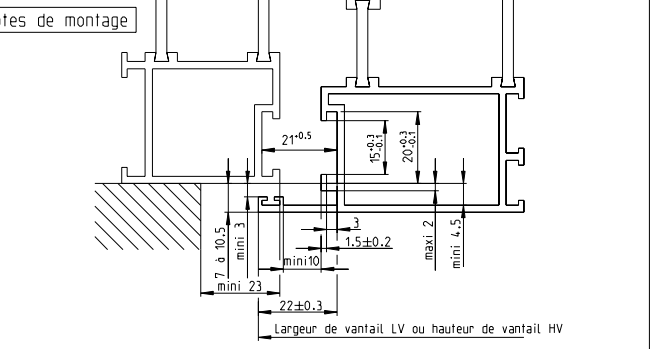 otes de montage
21+0.5
15+0.3-0.1
20+0.3-0.1
3
1.5±0.2
mini10
7 à 10.5
mini 3
maxi 2
mini 4.5
mini 23
22±0.3
Largeur de vantail LV ou hauteur de vantail HV